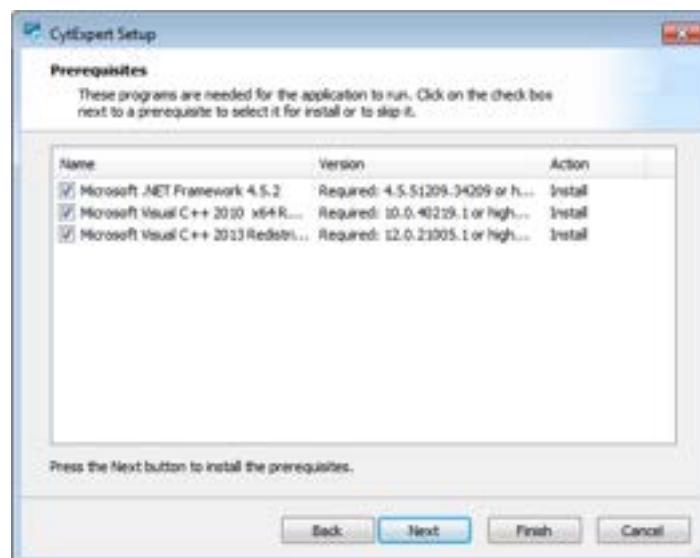 CytExpert Setup
Prerequisites
These programs are needed for the application to run. Click on the check box
next to a prerequisite to select it for install or to skip it.
Name Version Action
Microsoft .NET Framework 4.5.2 Required: 4.5.51209.34209 or h... Install
Microsoft Visual C++ 2010 x64 R... Required: 10.0.40219.1 or high... Install
Microsoft Visual C++ 2013 Redistri... Required: 12.0.21005.1 or high... Install
Press the Next button to install the prerequisites.
Back Next Finish Cancel